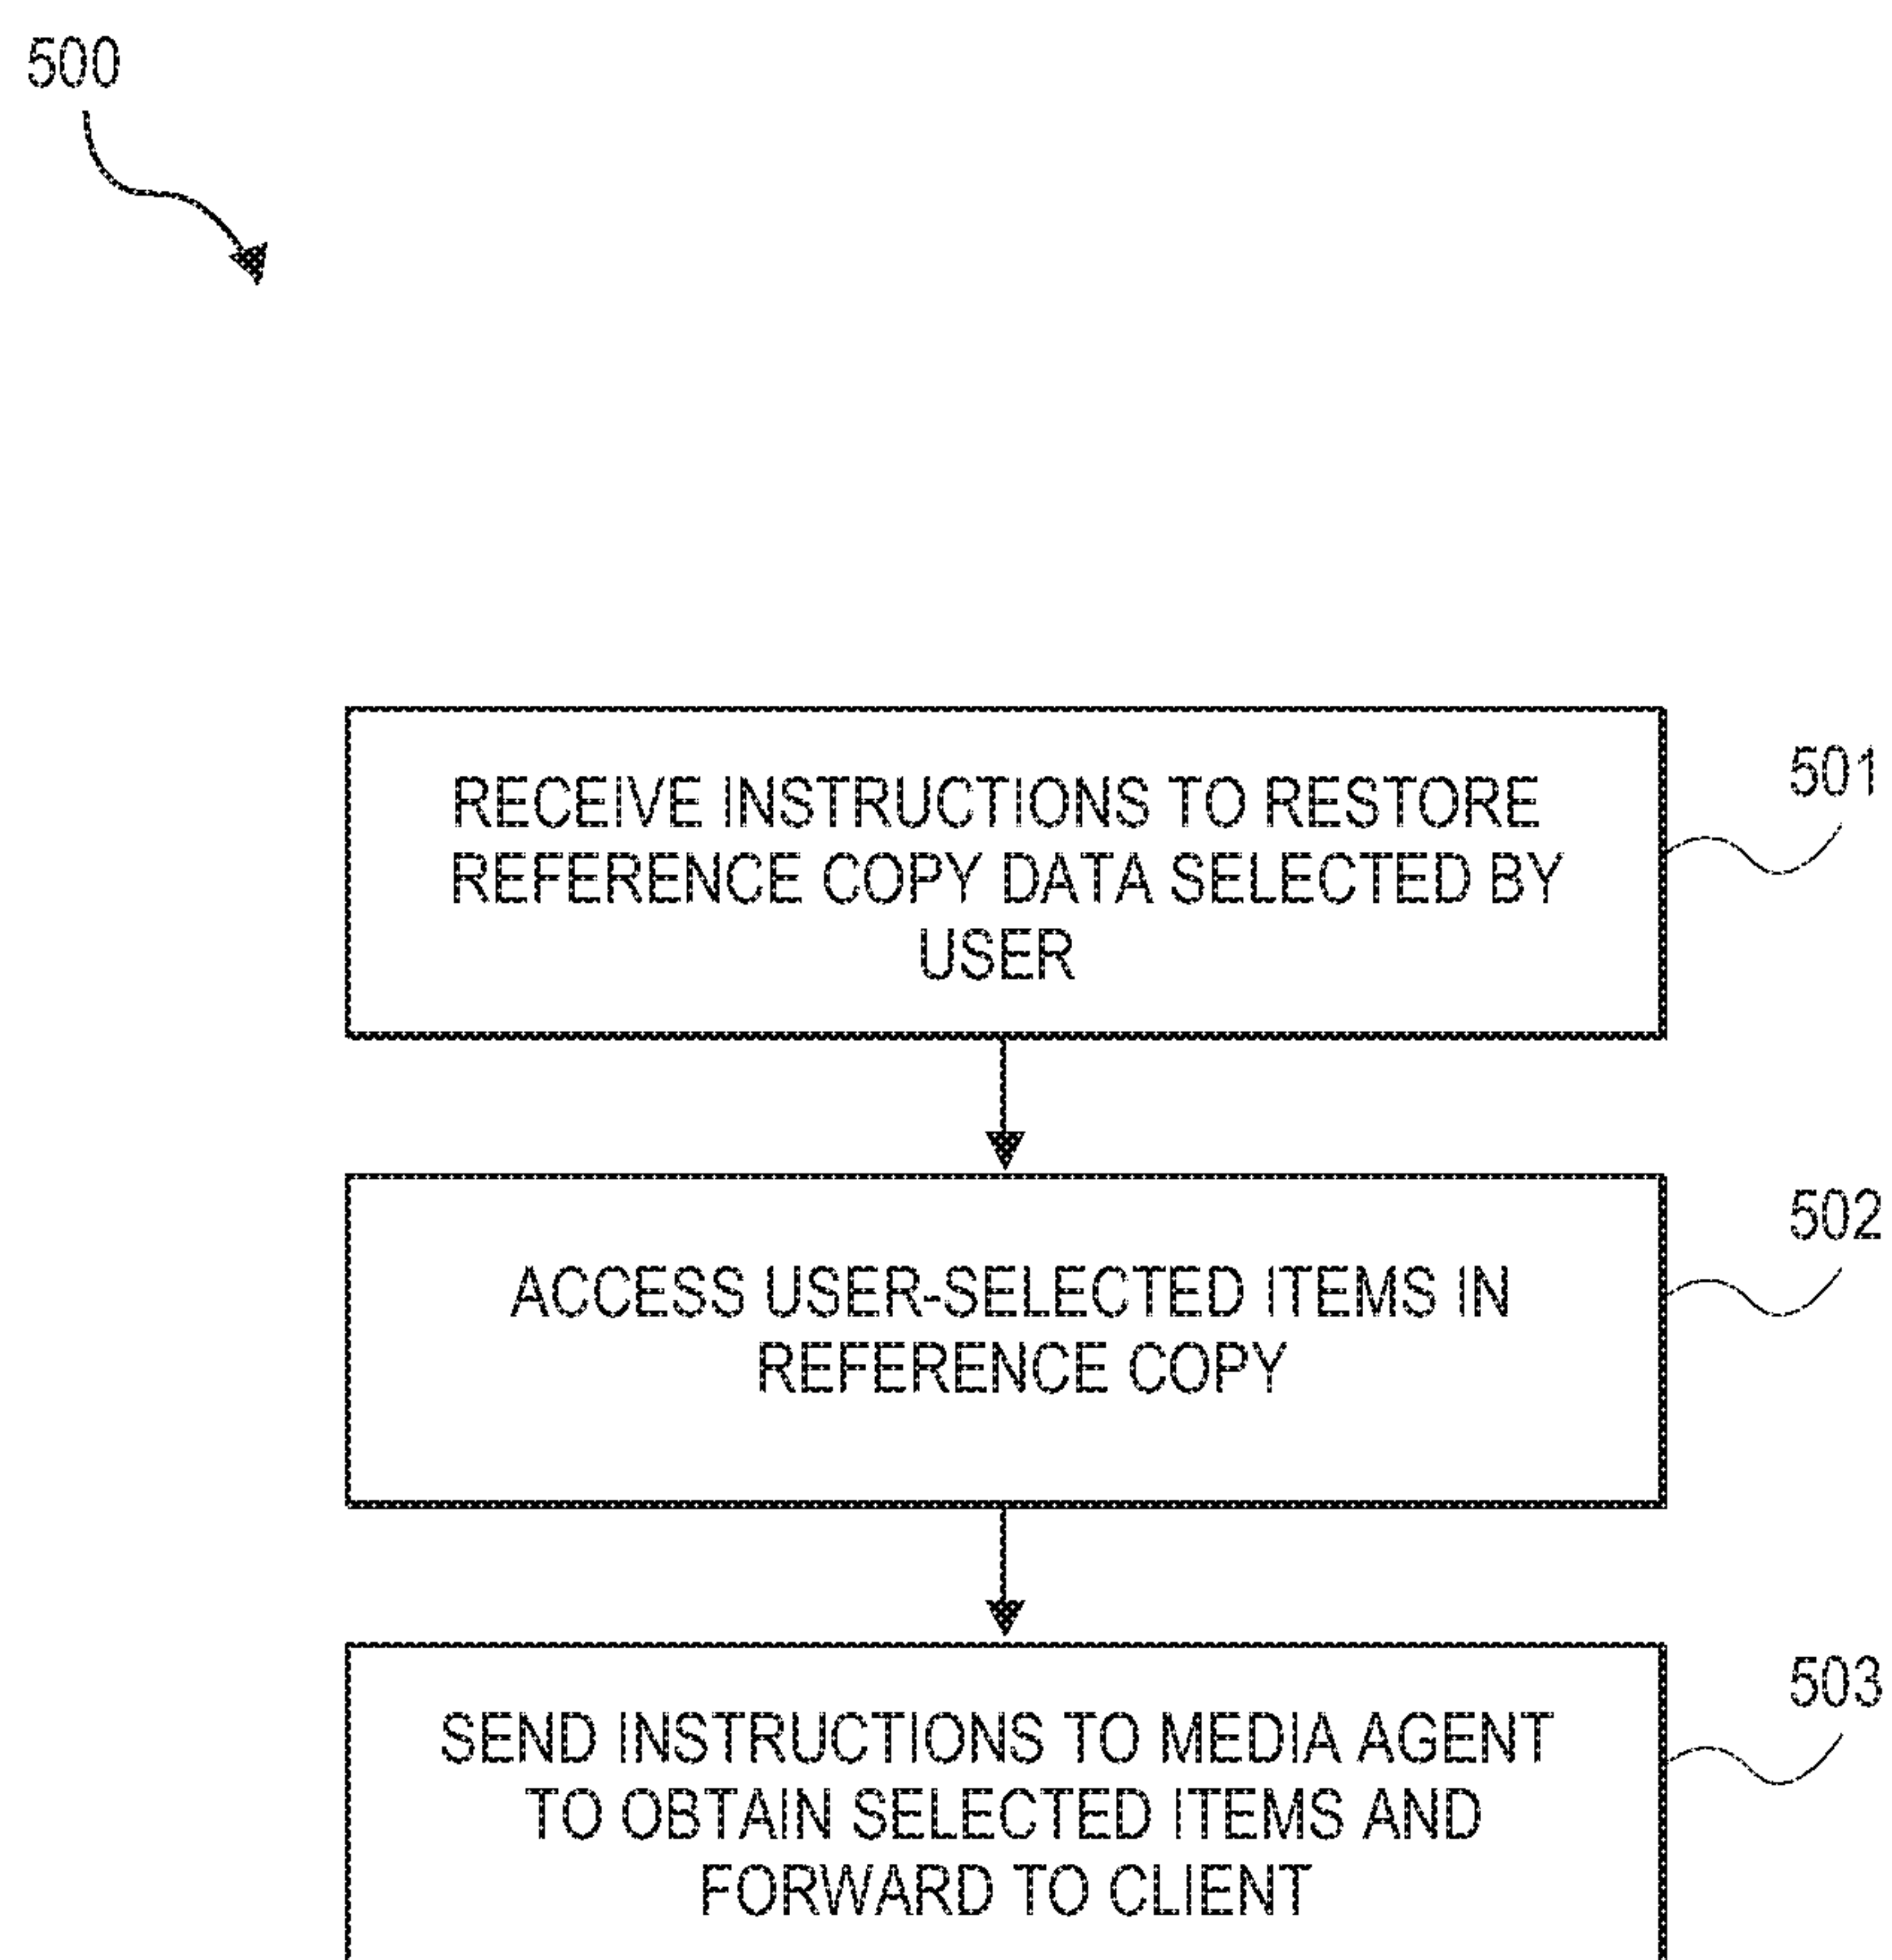 500
RECEIVE INSTRUCTIONS TO RESTORE
REFERENCE COPY DATA SELECTED BY
USER
501
ACCESS USER-SELECTED ITEMS IN
REFERENCE COPY
502
SEND INSTRUCTIONS TO MEDIA AGENT
TO OBTAIN SELECTED ITEMS AND
FORWARD TO CLIENT
503